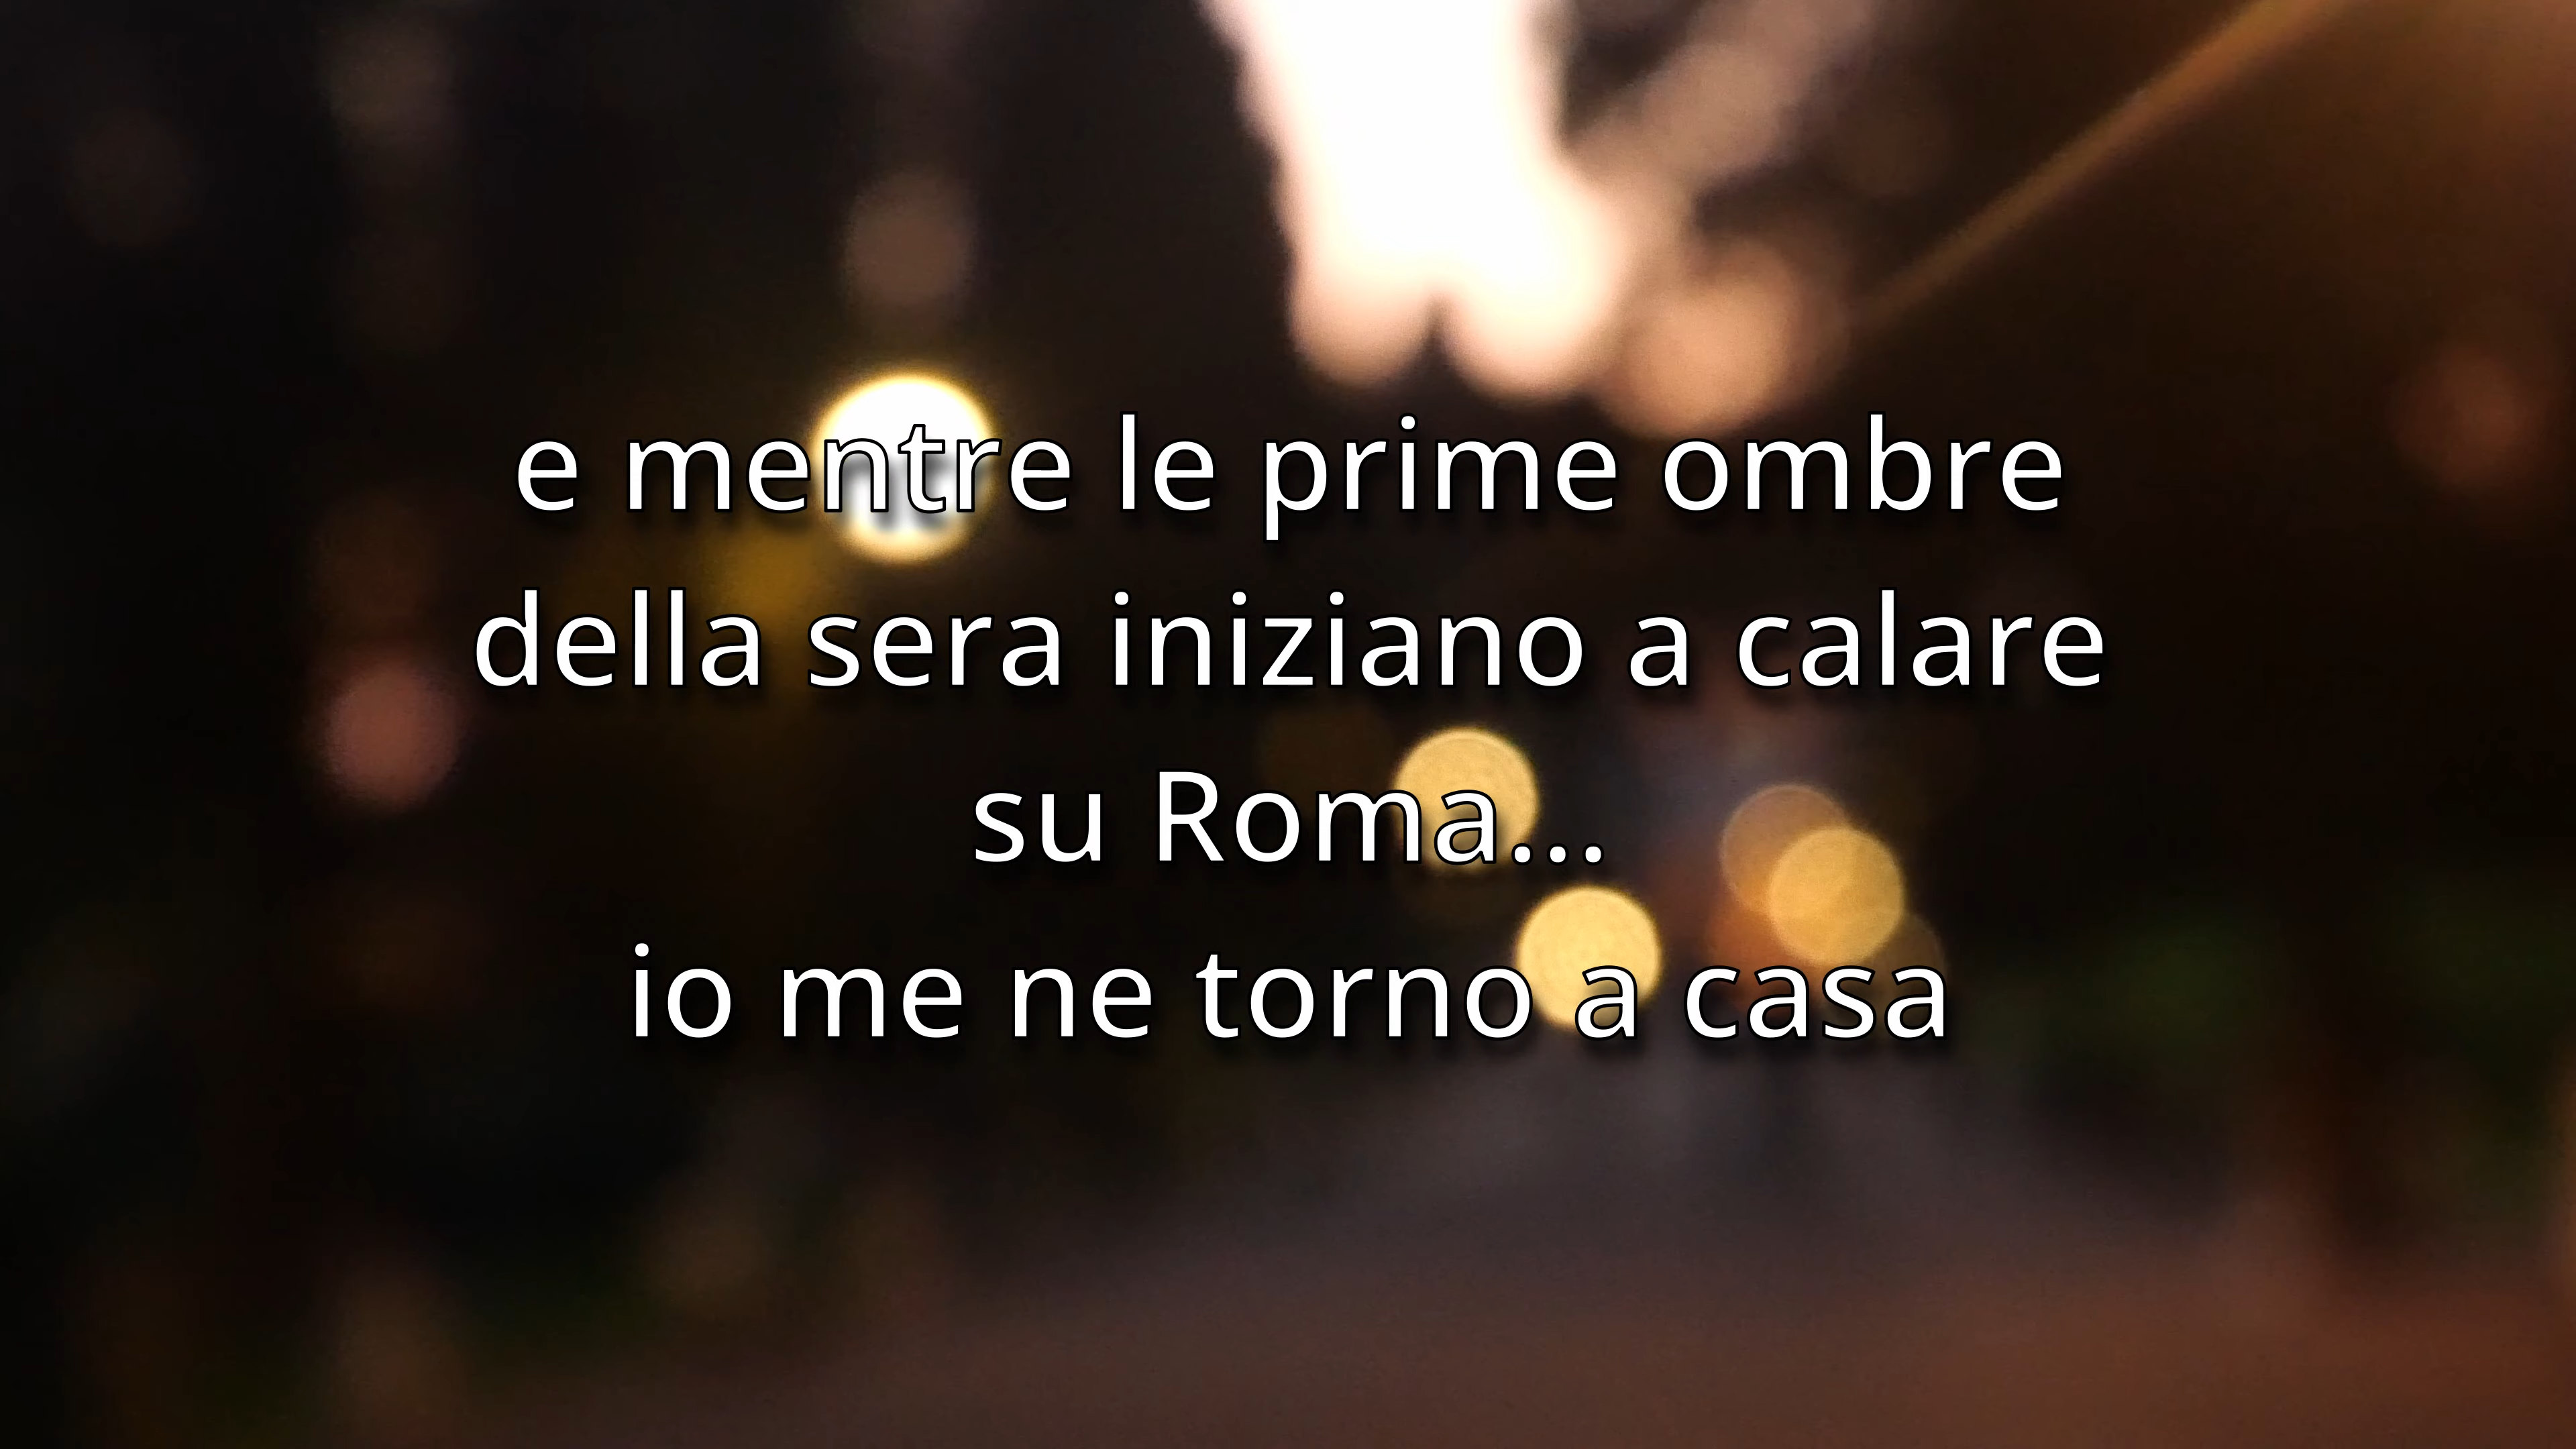 e mentre le prime ombre
della sera iniziano a calare
su Roma...
io me ne torno a casa